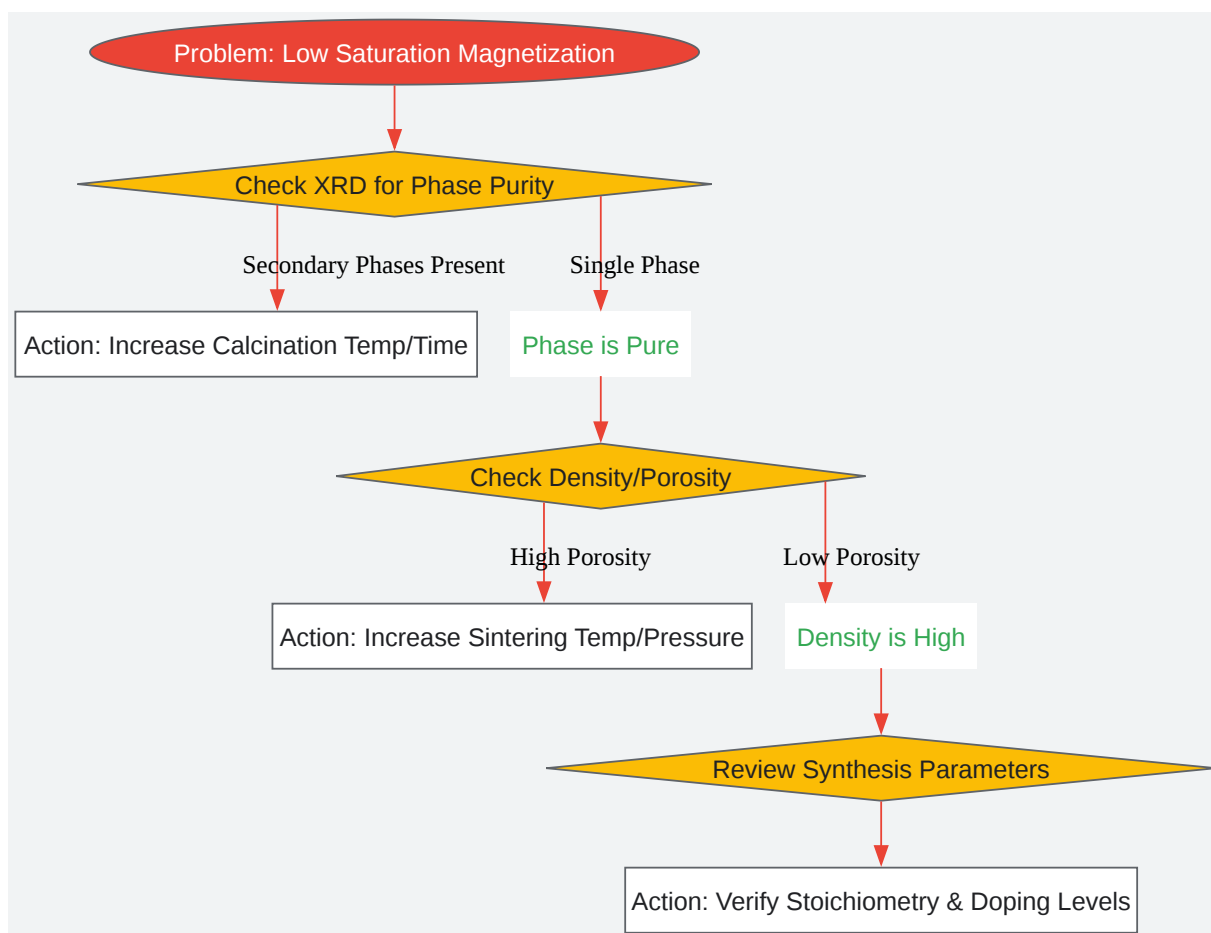 Problem: Low Saturation Magnetization
Check XRD for Phase Purity
Secondary Phases Present
Single Phase
Action: Increase Calcination Temp/Time
Phase is Pure
Check Density/Porosity
High Porosity
Low Porosity
Action: Increase Sintering Temp/Pressure
Density is High
Review Synthesis Parameters
Action: Verify Stoichiometry & Doping Levels